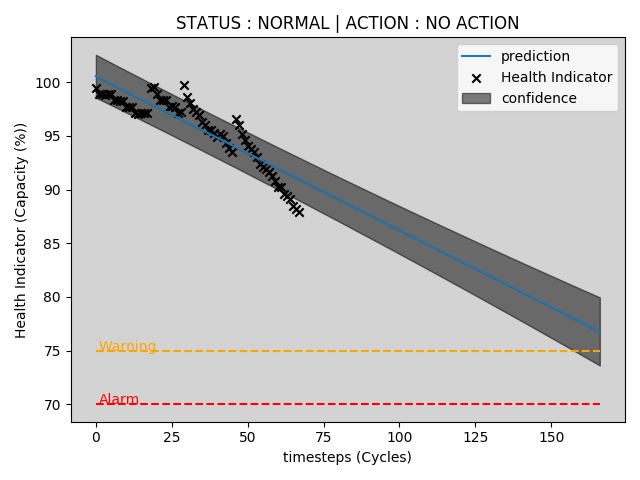 STATUS : NORMAL | ACTION : NO ACTION
prediction
Health Indicator
confidence
Health Indicator (Capacity (%))
100
95
90
85
80
75
70
Warning
Alarm
0 25 50 75 100 125 150
timesteps (Cycles)